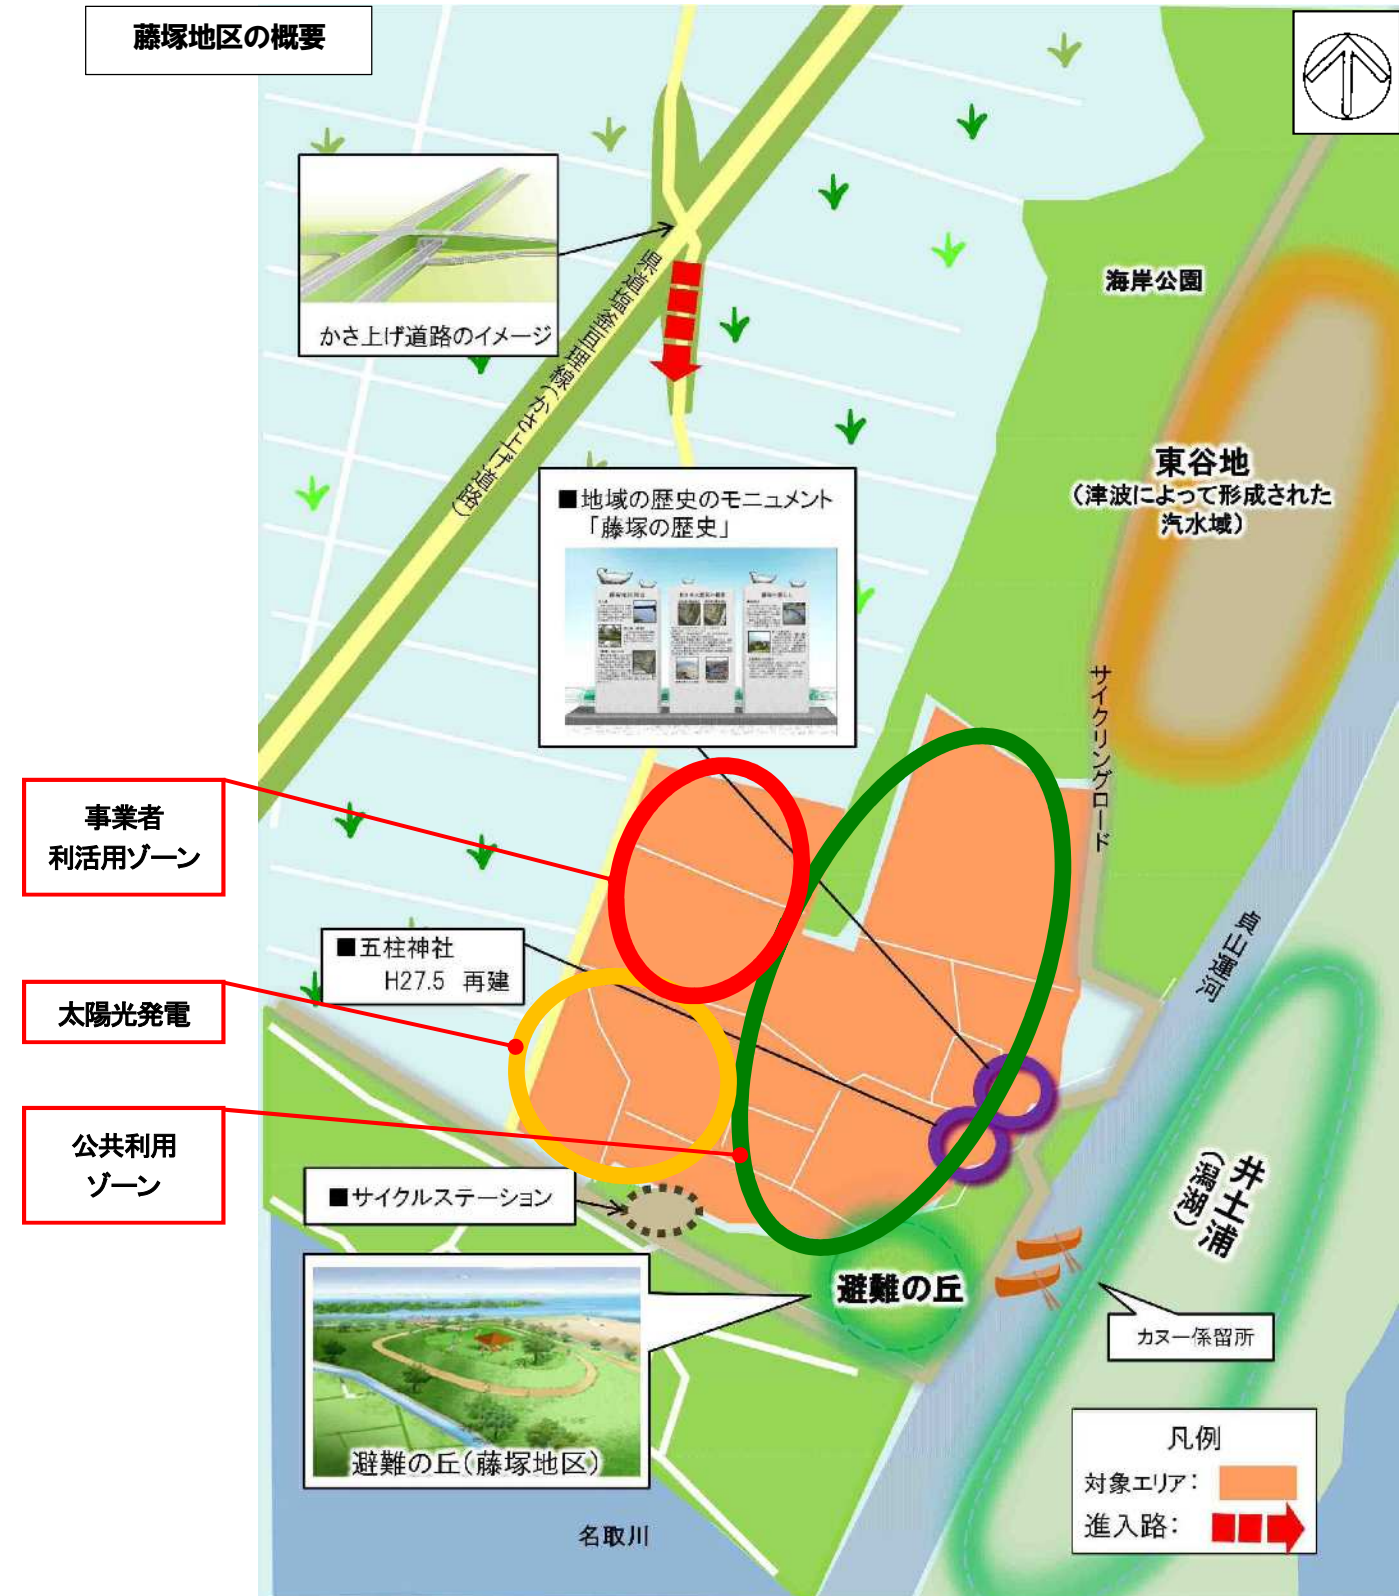 藤塚地区の概要
かさ上げ道路のイメージ
県道塩釜亘理線(かさ上げ道路)
海岸公園
東谷地
(津波によって形成された
汽水域)
■地域の歴史のモニュメント
「藤塚の歴史」
サイクリングロード
事業者
利活用ゾーン
貞山運河
■五柱神社
H27.5 再建
太陽光発電
公共利用
ゾーン
■サイクルステーション
井土浦
(潟湖)
避難の丘
カヌー係留所
避難の丘(藤塚地区)
名取川
凡例
対象エリア:
進入路: